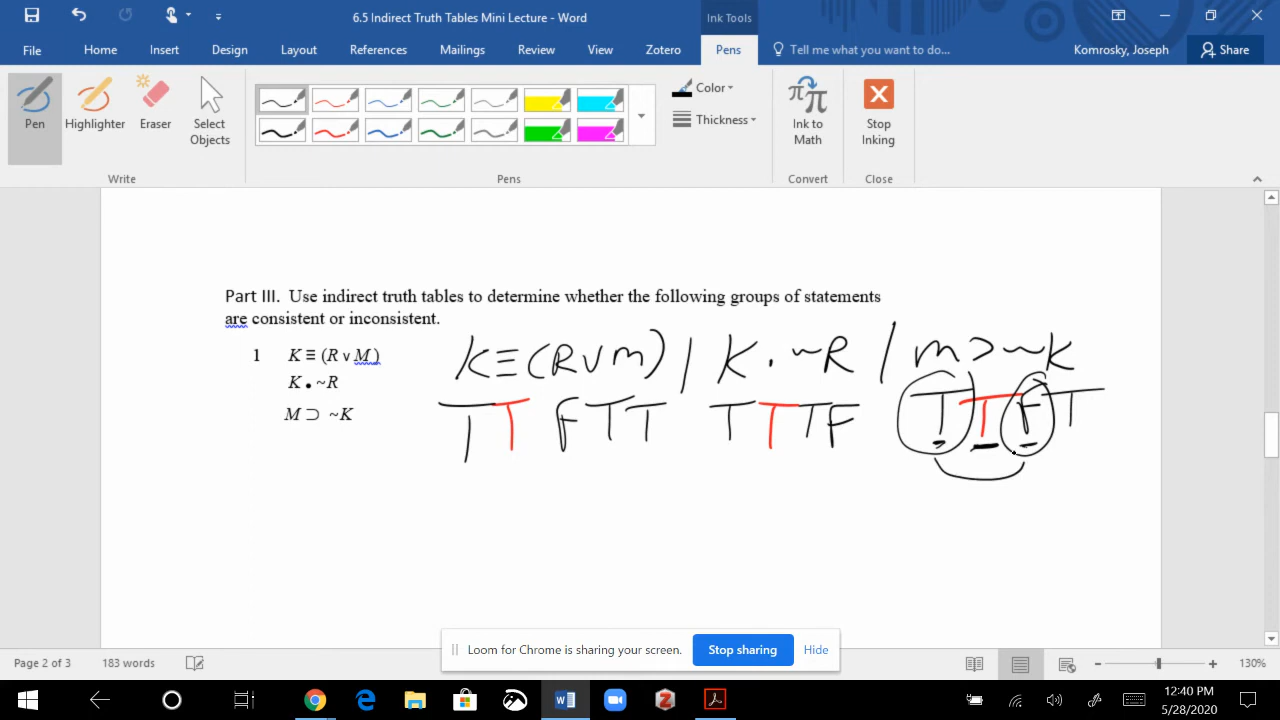 6.5 Indirect Truth Tables Mini Lecture - Word
Ink Tools
File Home Insert Design Layout References Mailings Review View Zotero Pens Tell me what you want to do... Komrosky, Joseph Share
Pen Highlighter Eraser Select Objects
Color
Thickness
Ink to Math
Stop Inking
Write Pens Convert Close
Part III. Use indirect truth tables to determine whether the following groups of statements
are consistent or inconsistent.
1 K ≡ (R v M)
K • ~R
M ⊃ ~K
K≡(RVM) / K · ~R / M > ~K
T T F T T T T T F T T F T
Loom for Chrome is sharing your screen. Stop sharing Hide
Page 2 of 3 183 words 130%
12:40 PM
5/28/2020